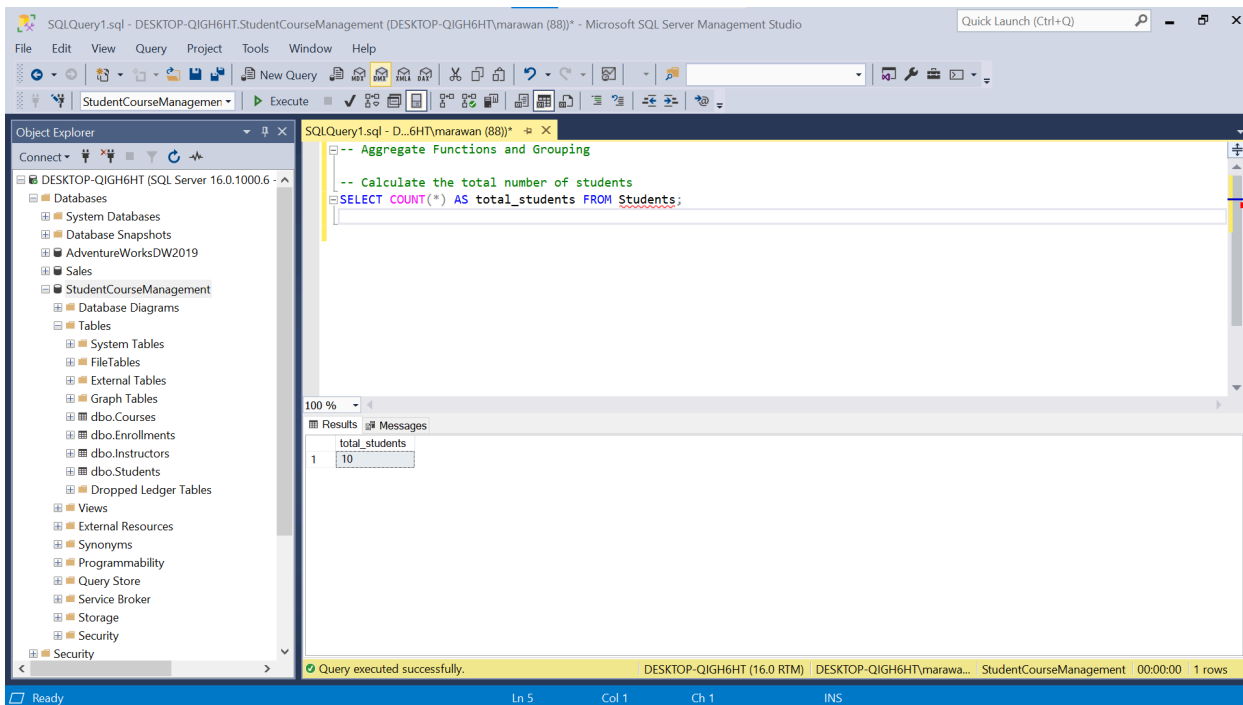 SQLQuery1.sql - DESKTOP-QIGH6HT.StudentCourseManagement (DESKTOP-QIGH6HT\marawan (88))* - Microsoft SQL Server Management Studio
Quick Launch (Ctrl+Q)
File Edit View Query Project Tools Window Help
New Query MDX DMX XMLA DAX
StudentCourseManagemen Execute
Object Explorer
Connect
DESKTOP-QIGH6HT (SQL Server 16.0.1000.6 -
Databases
System Databases
Database Snapshots
AdventureWorksDW2019
Sales
StudentCourseManagement
Database Diagrams
Tables
System Tables
FileTables
External Tables
Graph Tables
dbo.Courses
dbo.Enrollments
dbo.Instructors
dbo.Students
Dropped Ledger Tables
Views
External Resources
Synonyms
Programmability
Query Store
Service Broker
Storage
Security
Security
SQLQuery1.sql - D...6HT\marawan (88))*
-- Aggregate Functions and Grouping
-- Calculate the total number of students
SELECT COUNT(*) AS total_students FROM Students;
100 %
Results Messages
total_students
1 10
Query executed successfully. DESKTOP-QIGH6HT (16.0 RTM) DESKTOP-QIGH6HT\marawa... StudentCourseManagement 00:00:00 1 rows
Ready Ln 5 Col 1 Ch 1 INS